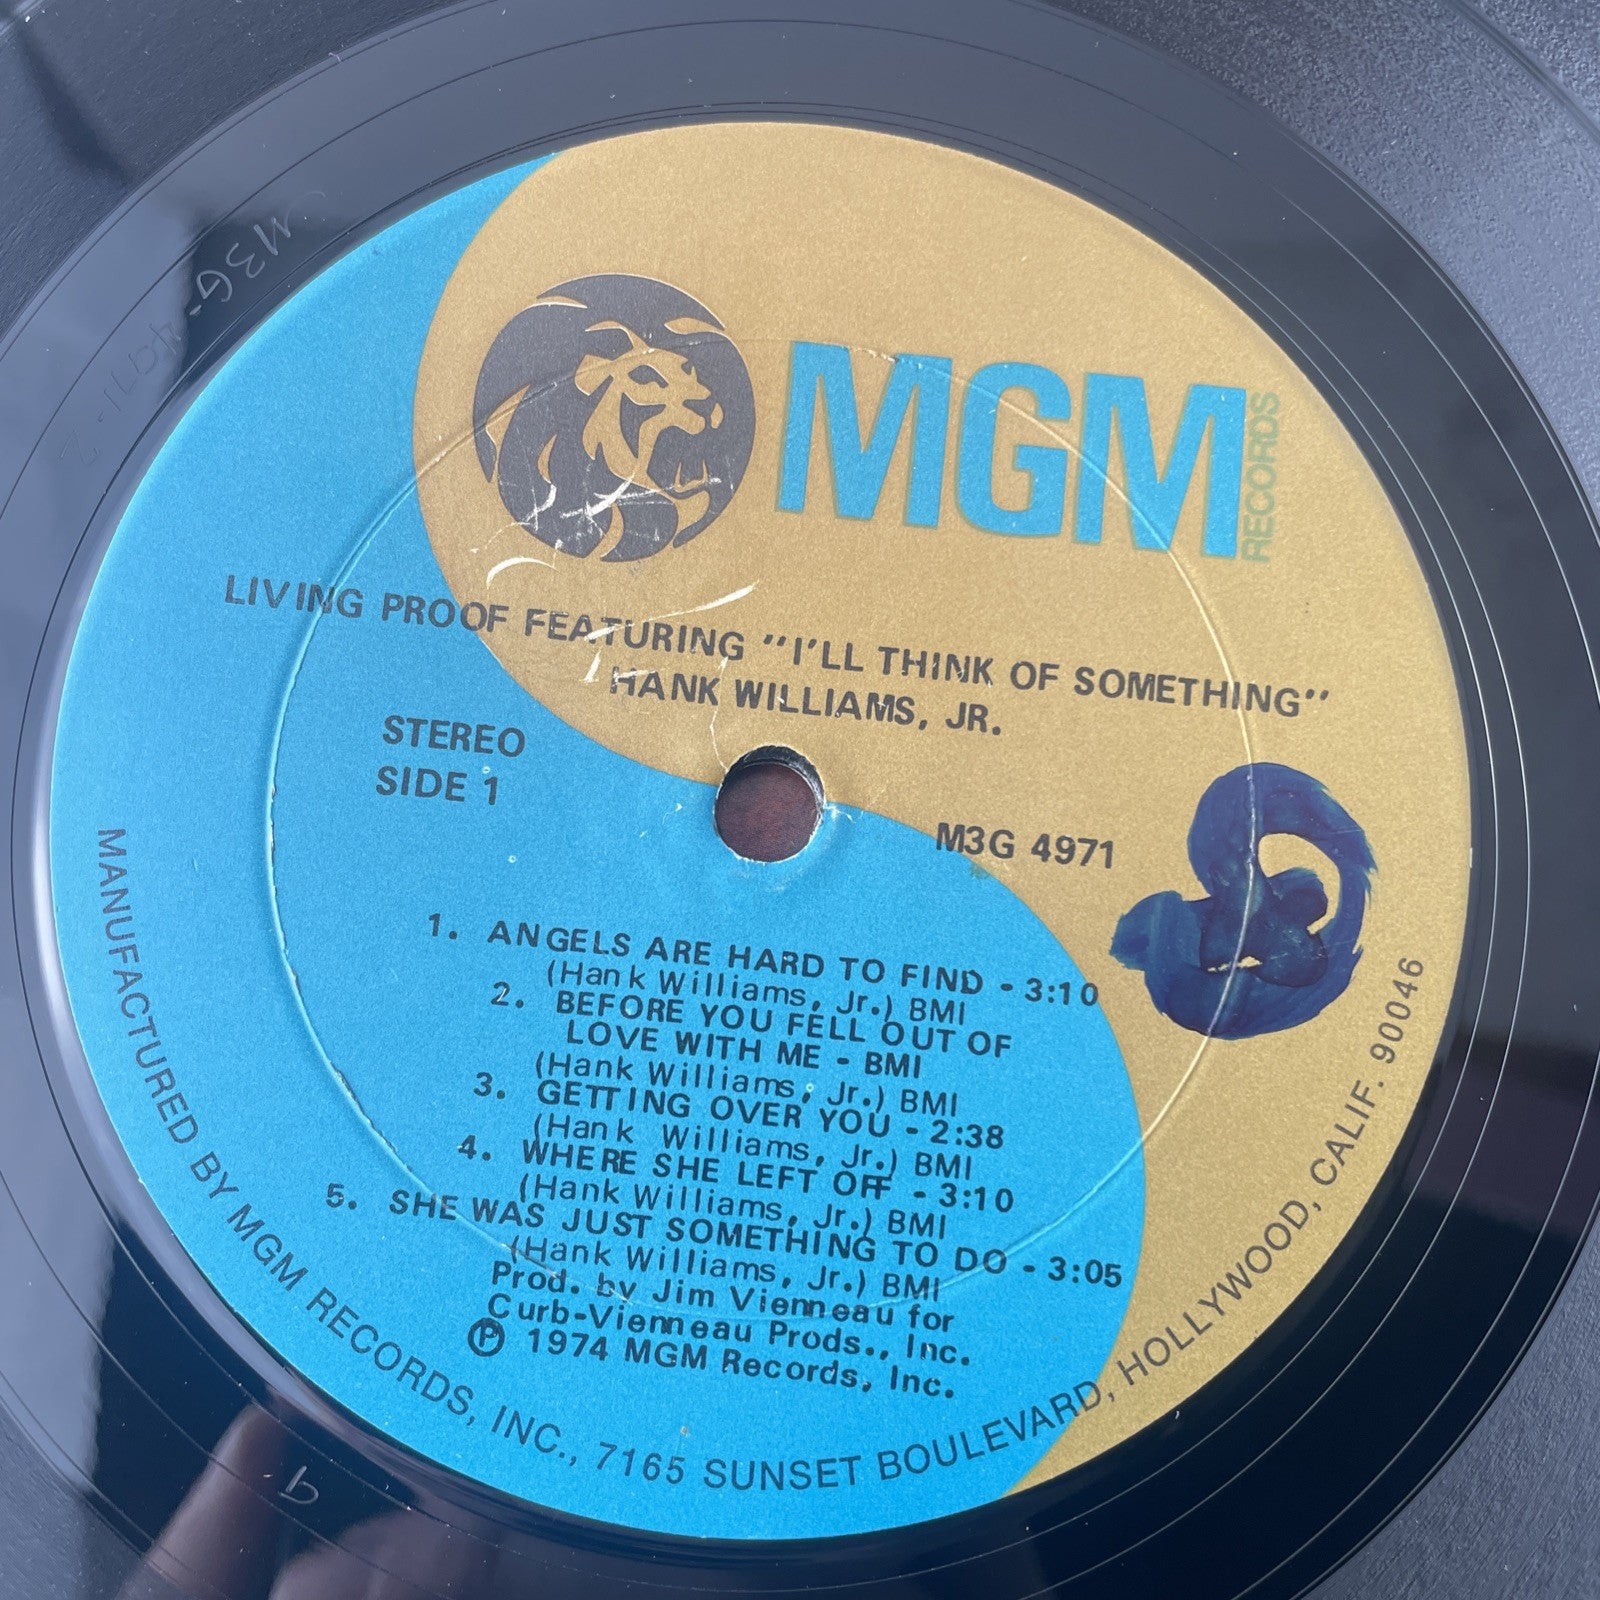 MGM
RECORDS
LIVING PROOF FEATURING "I'LL THINK OF SOMETHING"
HANK WILLIAMS, JR.
STEREO
SIDE 1
M3G 4971
1. ANGELS ARE HARD TO FIND - 3:10
(Hank Williams, Jr.) BMI
2. BEFORE YOU FELL OUT OF
LOVE WITH ME - BMI
(Hank Williams, Jr.) BMI
3. GETTING OVER YOU - 2:38
(Hank Williams, Jr.) BMI
4. WHERE SHE LEFT OFF - 3:10
(Hank Williams, Jr.) BMI
5. SHE WAS JUST SOMETHING TO DO - 3:05
(Hank Williams, Jr.) BMI
Prod. by Jim Vienneau for
Curb-Vienneau Prods., Inc.
℗ 1974 MGM Records, Inc.
MANUFACTURED BY MGM RECORDS, INC., 7165 SUNSET BOULEVARD, HOLLYWOOD, CALIF. 90046
M3G-4971-2